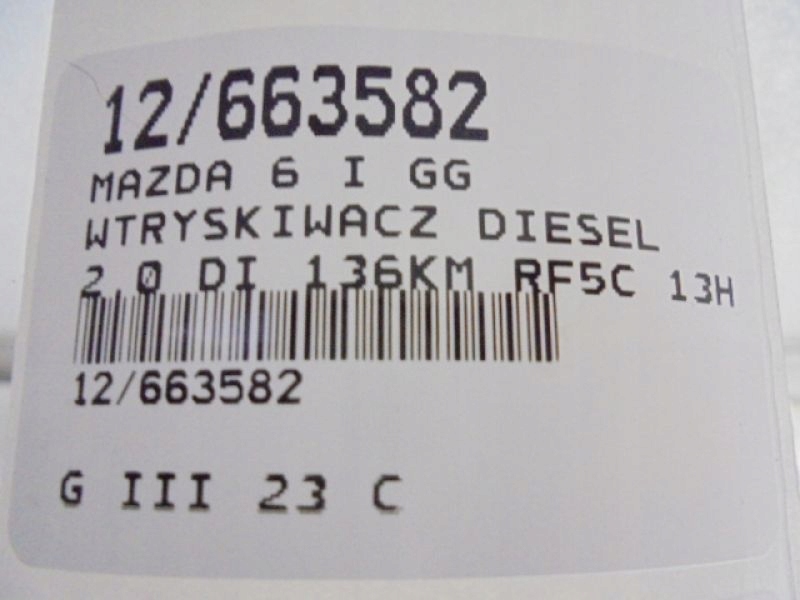 12/663582
MAZDA 6 I GG
WTRYSKIWACZ DIESEL
2.0 DI 136KM RF5C 13H
12/663582
G III 23 C